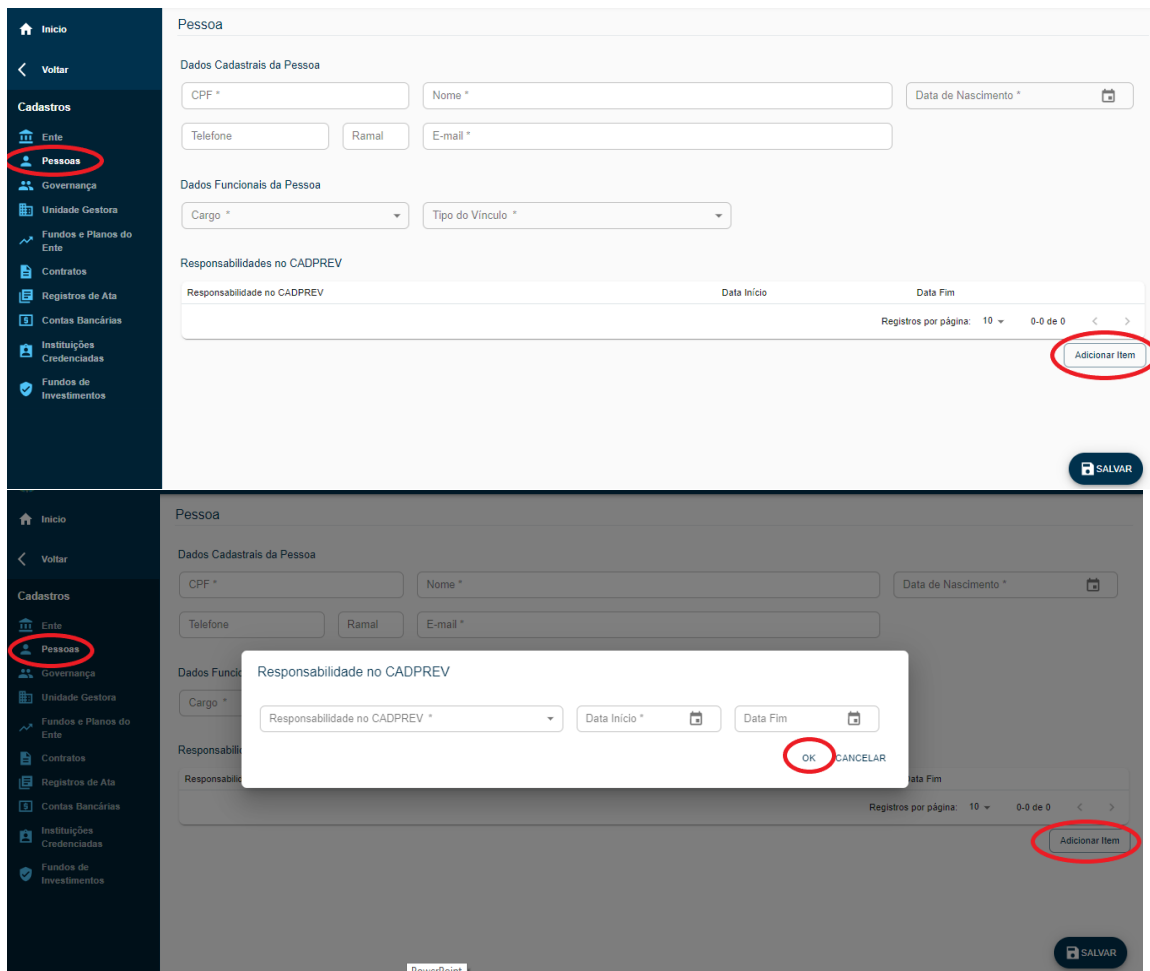 Inicio
Pessoa
Voltar
Dados Cadastrais da Pessoa
CPF *
Nome *
Data de Nascimento *
Cadastros
Telefone
Ramal
E-mail *
Ente
Pessoas
Governança
Dados Funcionais da Pessoa
Unidade Gestora
Cargo *
Tipo do Vínculo *
Fundos e Planos do
Ente
Contratos
Responsabilidades no CADPREV
Registros de Ata
Responsabilidade no CADPREV
Data Início
Data Fim
Contas Bancárias
Registros por página: 10
0-0 de 0
Instituições
Credenciadas
Adicionar Item
Fundos de
Investimentos
SALVAR
Inicio
Pessoa
Voltar
Dados Cadastrais da Pessoa
CPF *
Nome *
Data de Nascimento *
Cadastros
Telefone
Ramal
E-mail *
Ente
Pessoas
Governança
Dados Funcio
Responsabilidade no CADPREV
Unidade Gestora
Cargo *
Responsabilidade no CADPREV *
Data Início *
Data Fim
Fundos e Planos do
Ente
Contratos
Responsabili
OK
CANCELAR
Registros de Ata
Responsabilid
Data Fim
Contas Bancárias
Registros por página: 10
0-0 de 0
Instituições
Credenciadas
Adicionar Item
Fundos de
Investimentos
SALVAR
PowerPoint